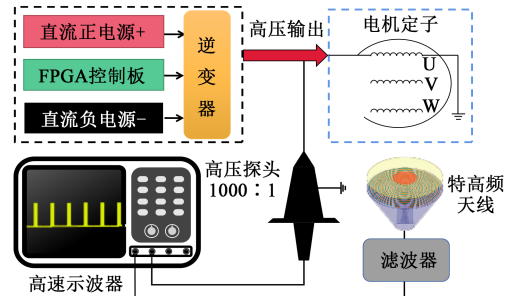 直流正电源+
FPGA控制板
直流负电源−
逆变器
高压输出
电机定子
U
V
W
高压探头
1000：1
特高频
天线
滤波器
高速示波器